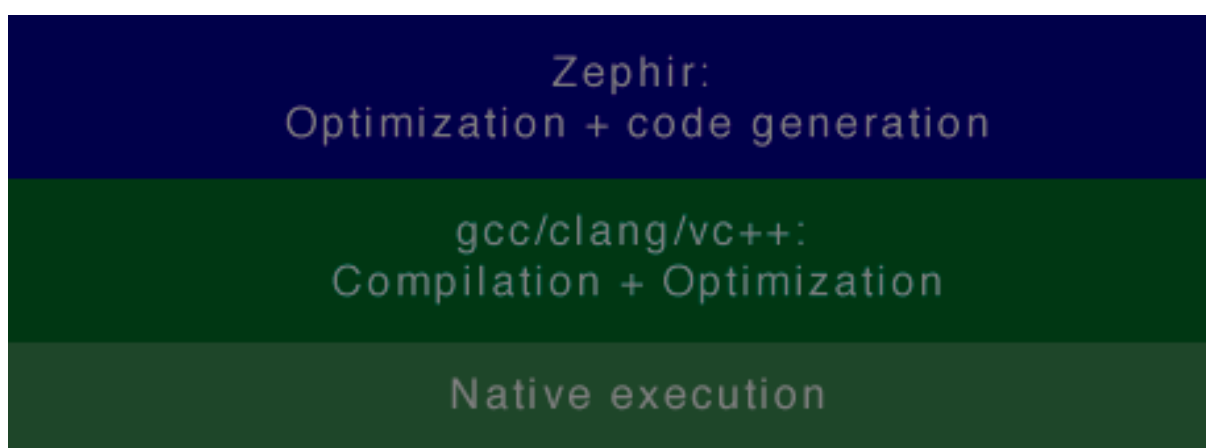 Zephir:
Optimization + code generation
gcc/clang/vc++:
Compilation + Optimization
Native execution